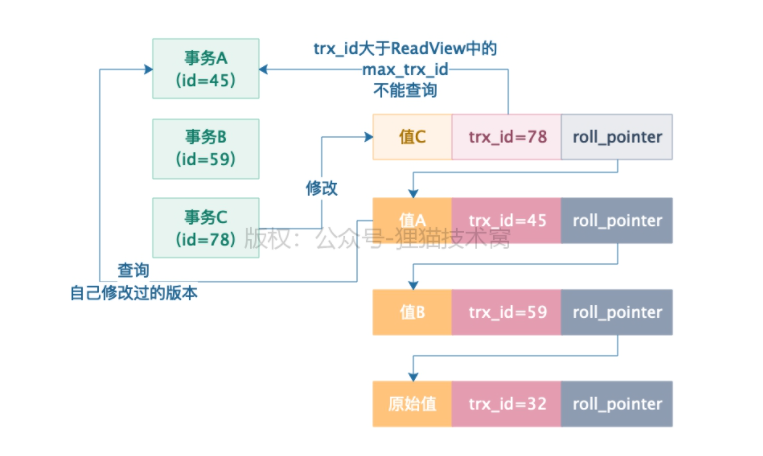 事务A
（id=45）
trx_id大于ReadView中的
max_trx_id
不能查询
事务B
（id=59）
值C trx_id=78 roll_pointer
修改
事务C
（id=78）
值A trx_id=45 roll_pointer
版权：公众号-狸猫技术窝
查询
自己修改过的版本
值B trx_id=59 roll_pointer
原始值 trx_id=32 roll_pointer